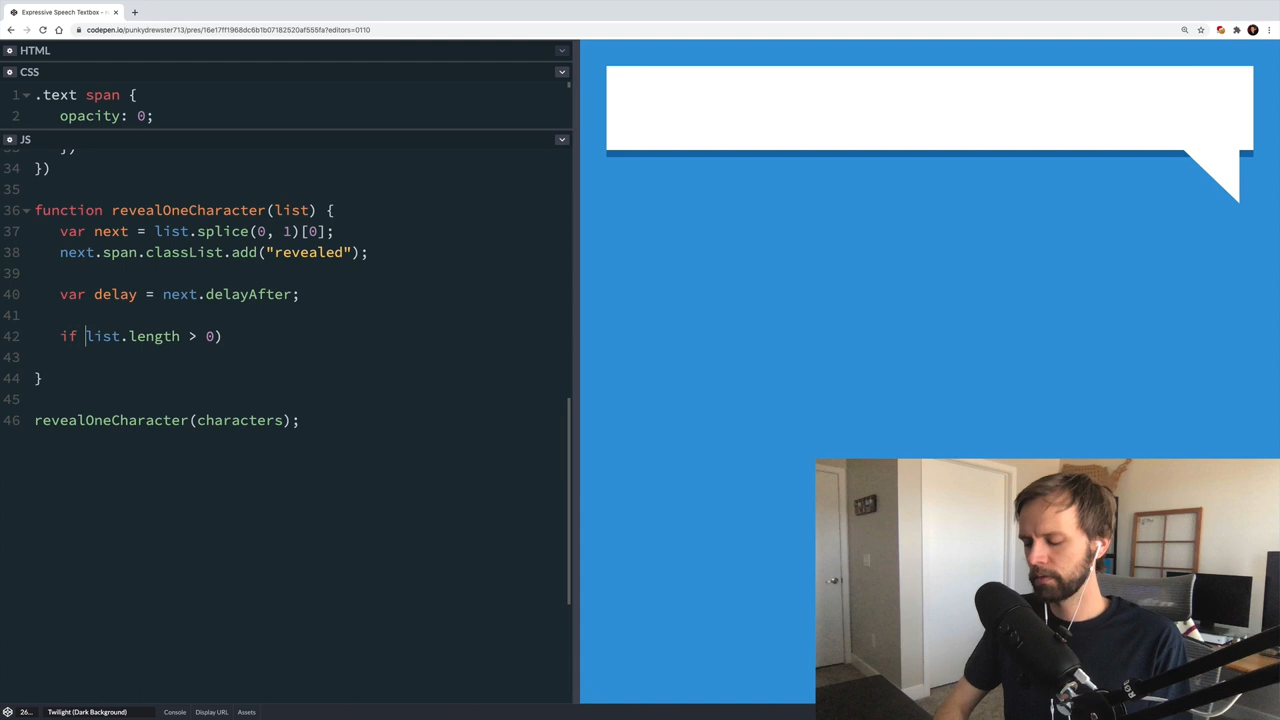 Expressive Speech Textbox -
codepen.io/punkydrewster713/pres/16e17ff1968dc6b1b07182520af555fa?editors=0110
HTML
CSS
1 .text span {
2 opacity: 0;
JS
34 })
35
36 function revealOneCharacter(list) {
37 var next = list.splice(0, 1)[0];
38 next.span.classList.add("revealed");
39
40 var delay = next.delayAfter;
41
42 if list.length > 0)
43
44 }
45
46 revealOneCharacter(characters);
26... Twilight (Dark Background) Console Display URL Assets